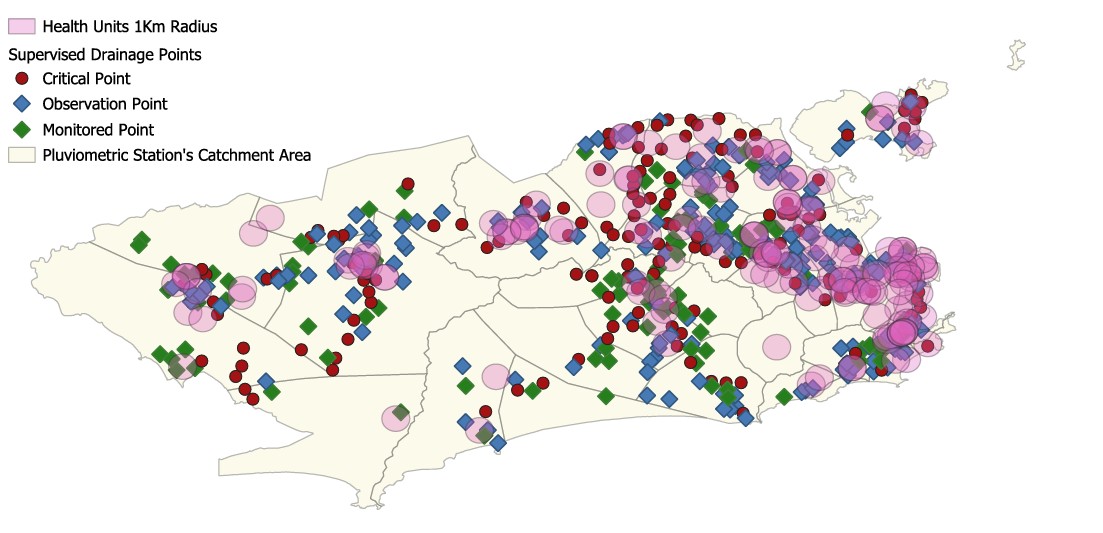 Health Units 1Km Radius
Supervised Drainage Points
Critical Point
Observation Point
Monitored Point
Pluviometric Station's Catchment Area